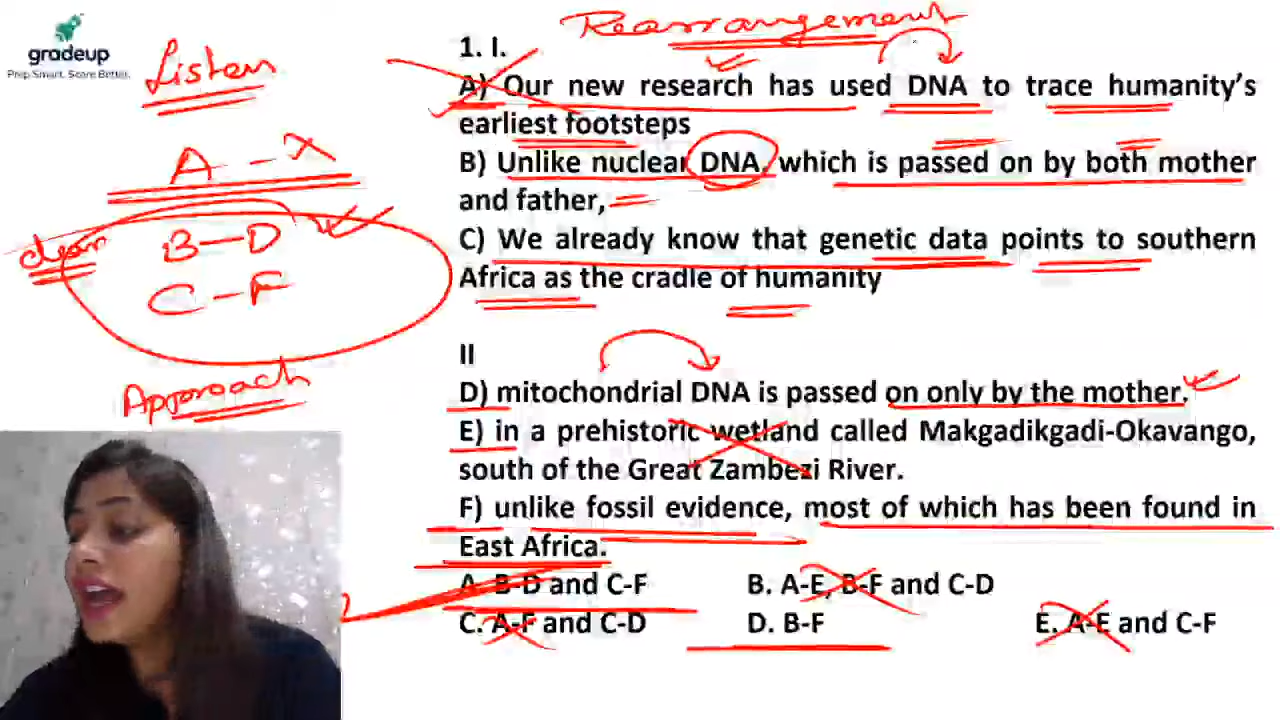 gradeup
Prep Smart. Score Better.
Rearrangement
Listen
A - X
clear
B-D
C-F
Approach
1. I.
A) Our new research has used DNA to trace humanity's
earliest footsteps
B) Unlike nuclear DNA, which is passed on by both mother
and father,
C) We already know that genetic data points to southern
Africa as the cradle of humanity
II
D) mitochondrial DNA is passed on only by the mother.
E) in a prehistoric wetland called Makgadikgadi-Okavango,
south of the Great Zambezi River.
F) unlike fossil evidence, most of which has been found in
East Africa.
A. B-D and C-F B. A-E, B-F and C-D
C. A-F and C-D D. B-F E. A-E and C-F